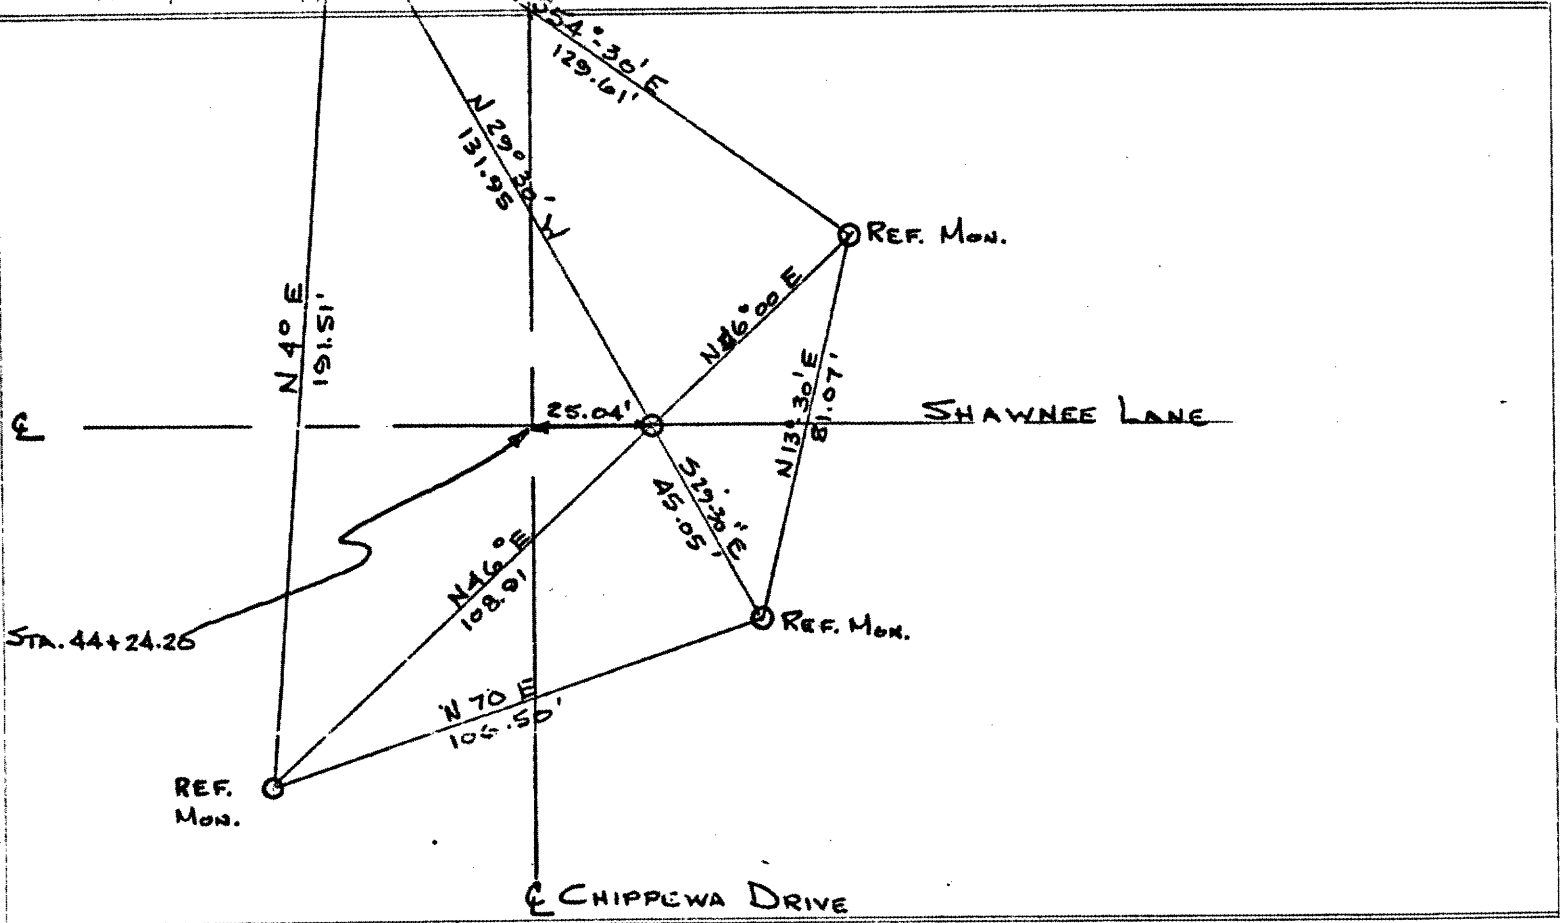 S54°-30'E
129.61'
N 29° 30' W
131.95
REF. MON.
N 4° E
191.51'
N46°00 E
N13°30'E
81.07'
25.04'
℄
SHAWNEE LANE
S29°30'E
45.05'
N46°E
108.91
STA. 44+24.26
REF. MON.
N 70 E
REF.
MON.
℄ CHIPPEWA DRIVE